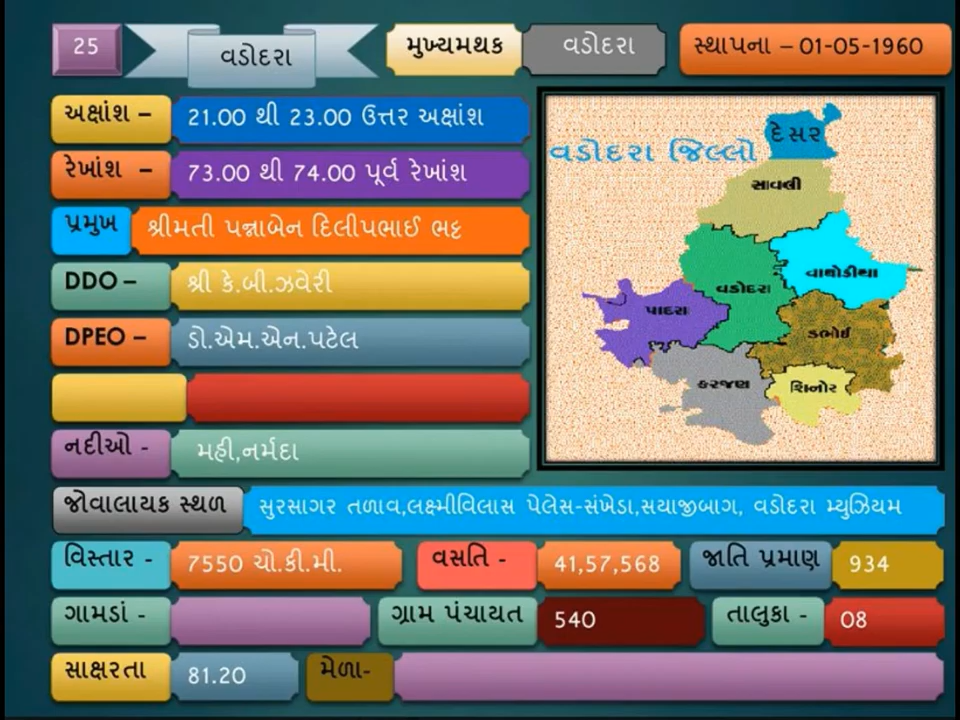 25 વડોદરા મુખ્યમથક વડોદરા સ્થાપના – 01-05-1960
અક્ષાંશ – 21.00 થી 23.00 ઉત્તર અક્ષાંશ
રેખાંશ – 73.00 થી 74.00 પૂર્વ રેખાંશ
પ્રમુખ શ્રીમતી પન્નાબેન દિલીપભાઈ ભટ્ટ
DDO – શ્રી કે.બી.ઝવેરી
DPEO – ડો.એમ.એન.પટેલ
નદીઓ - મહી,નર્મદા
વડોદરા જિલ્લો
દેસર
સાવલી
વાઘોડીયા
વડોદરા
પાદરા
ડભોઈ
કરજણ
શિનોર
જોવાલાયક સ્થળ સુરસાગર તળાવ,લક્ષ્મીવિલાસ પેલેસ-સંખેડા,સયાજીબાગ, વડોદરા મ્યુઝિયમ
વિસ્તાર - 7550 ચો.કી.મી. વસતિ - 41,57,568 જાતિ પ્રમાણ 934
ગામડાં - ગ્રામ પંચાયત 540 તાલુકા - 08
સાક્ષરતા 81.20 મેળા-